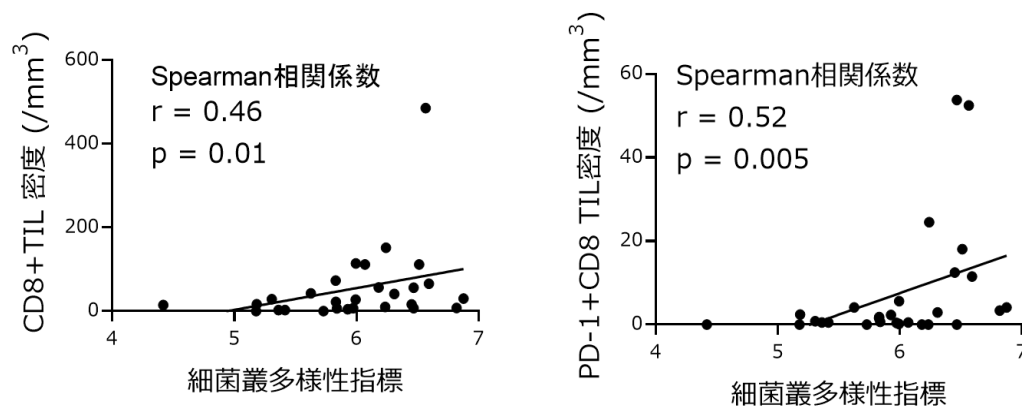 CD8+TIL 密度 (/mm³)
600
400
200
0
Spearman相関係数
r = 0.46
p = 0.01
4 5 6 7
細菌叢多様性指標
PD-1+CD8 TIL密度 (/mm³)
60
40
20
0
Spearman相関係数
r = 0.52
p = 0.005
4 5 6 7
細菌叢多様性指標